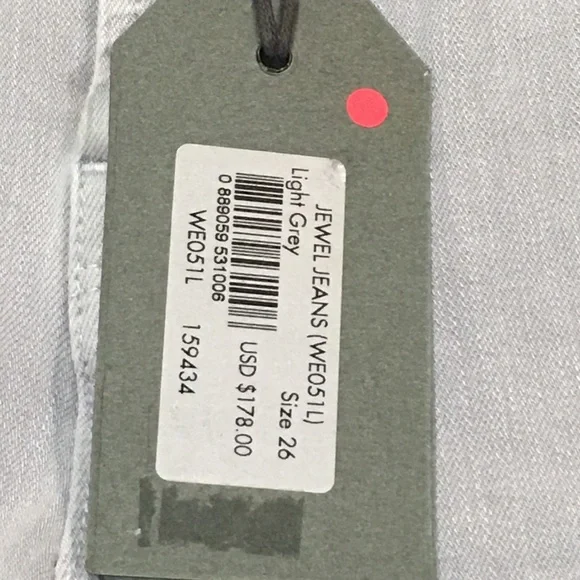 JEWEL JEANS (WE051L)
Light Grey Size 26
0 889059 531006
USD $178.00
WE051L 159434